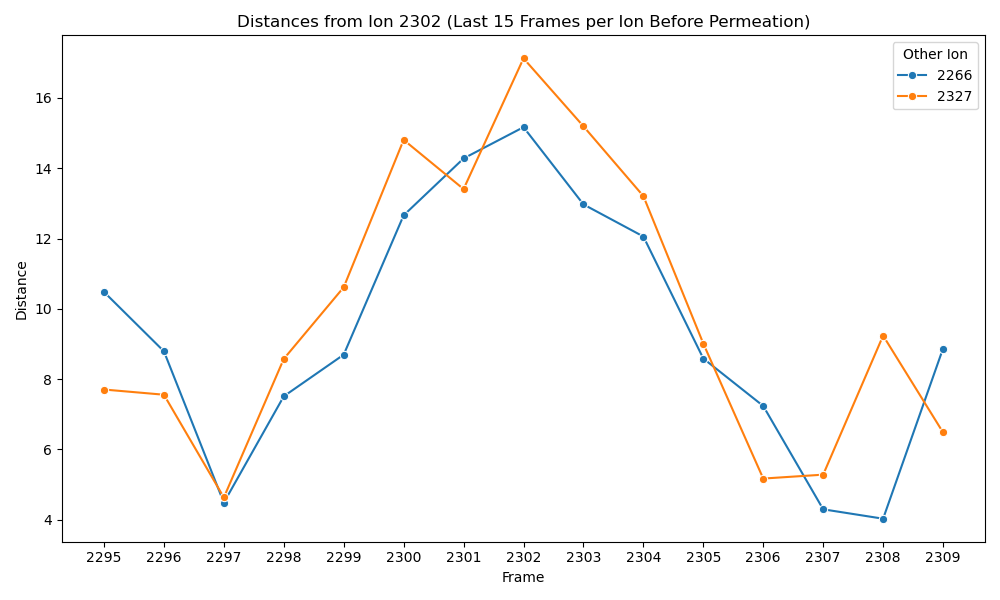 Distances from Ion 2302 (Last 15 Frames per Ion Before Permeation)
Other Ion
2266
2327
Distance
16
14
12
10
8
6
4
2295 2296 2297 2298 2299 2300 2301 2302 2303 2304 2305 2306 2307 2308 2309
Frame